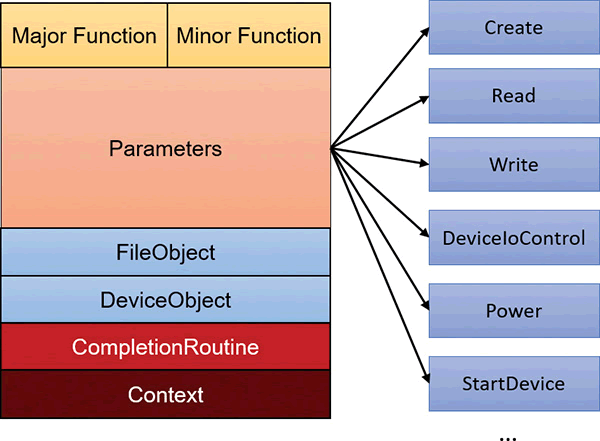 Major Function
Minor Function
Parameters
FileObject
DeviceObject
CompletionRoutine
Context
Create
Read
Write
DeviceIoControl
Power
StartDevice
...